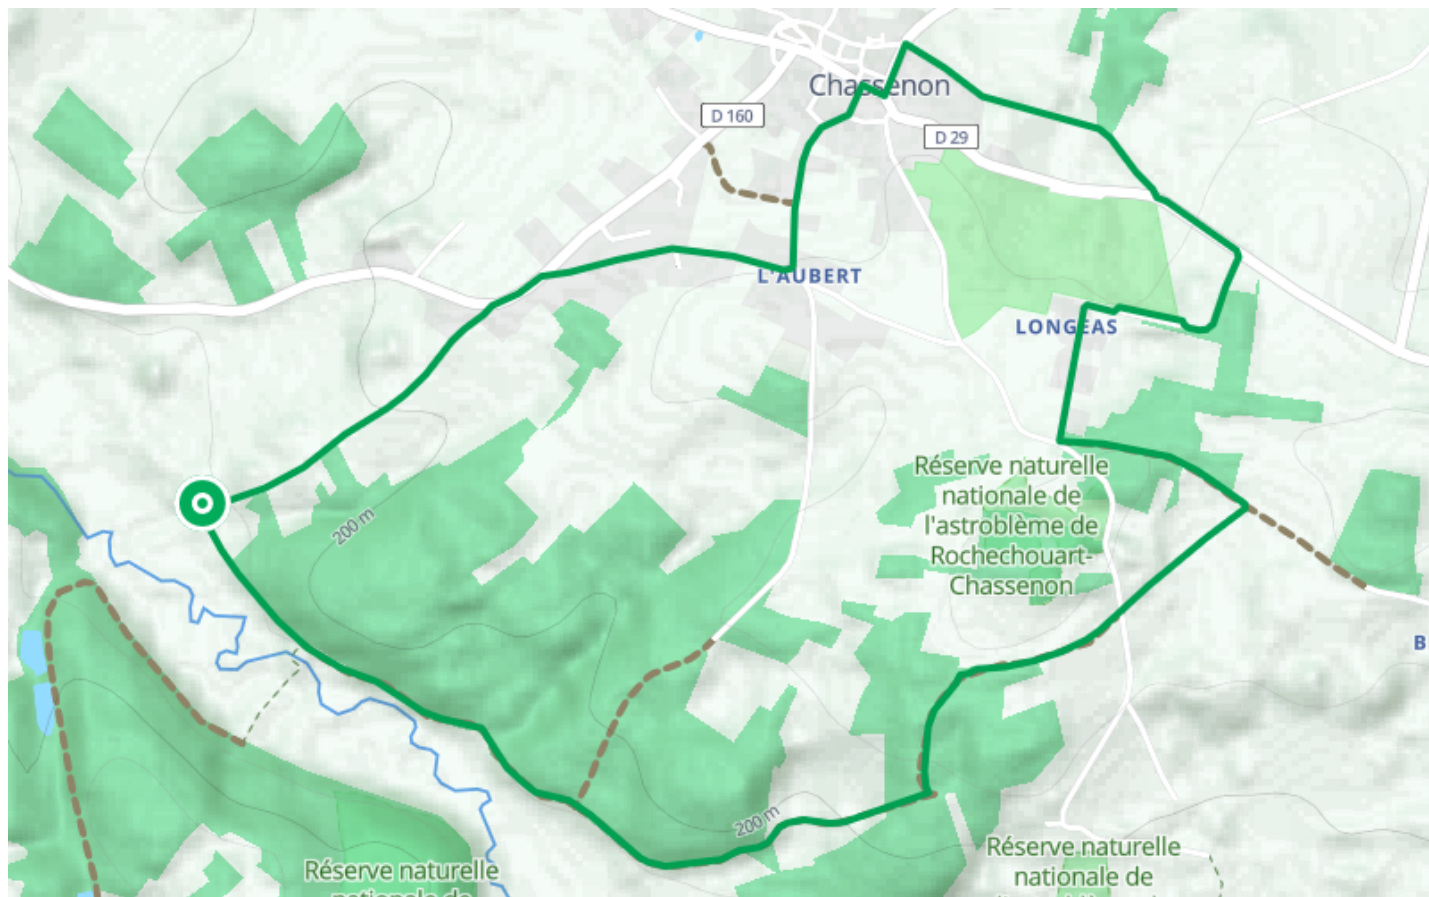 Chassenon
D 160
D 29
L'AUBERT
LONGEAS
Réserve naturelle
nationale de
l'astroblème de
Rochechouart-
Chassenon
200 m
B
200 m
Réserve naturelle
nationale de
Réserve naturelle
nationale de